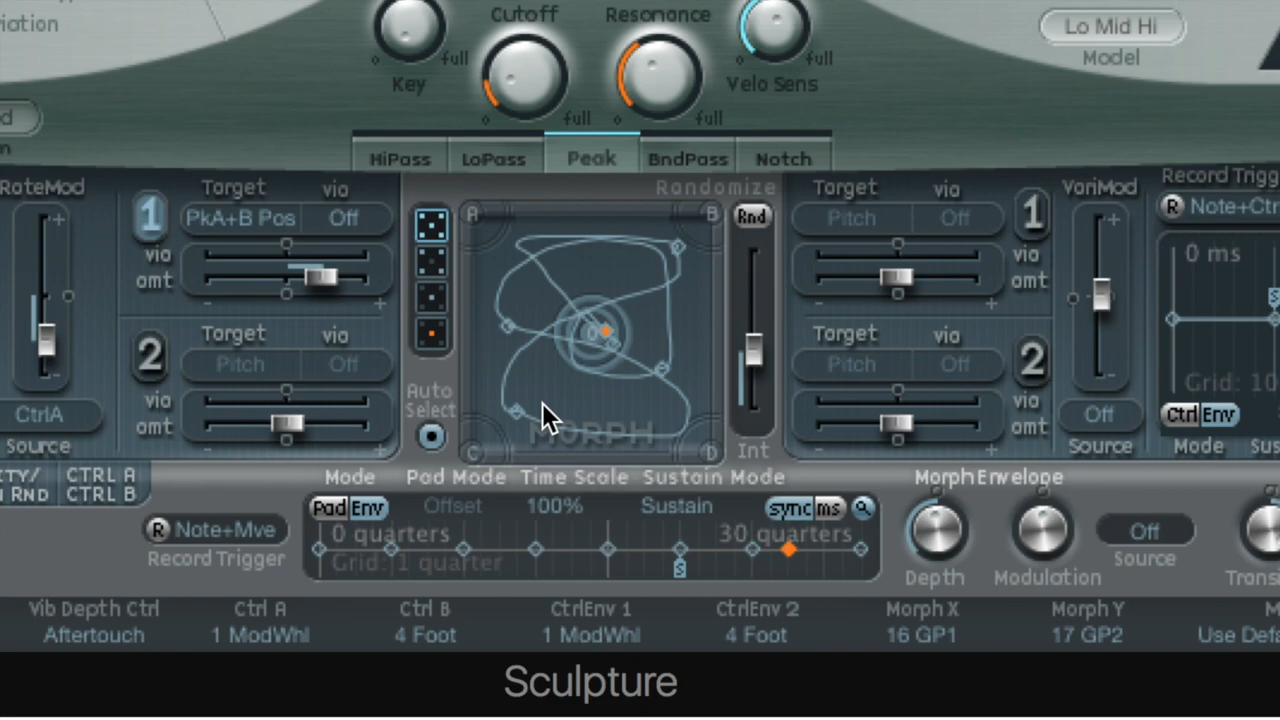 iation
Cutoff
Resonance
Lo Mid Hi
Model
o full
o full
o full
o full
Key
Velo Sens
d
n
HiPass
LoPass
Peak
BndPass
Notch
RateMod
1
Target
via
PkA+B Pos
Off
via
amt
- +
2
Target
via
Pitch
Off
via
amt
- +
CtrlA
Source
Auto
Select
Randomize
A
B
C
D
MORPH
Rnd
Int
Target
via
Pitch
Off
1
via
amt
- +
Target
via
Pitch
Off
2
via
amt
- +
VariMod
+
-
Off
Source
Record Trigg
R Note+Ctr
0 ms
S
Grid: 10
Ctrl Env
Mode
Sus
TY/
RND
CTRL A
CTRL B
Mode
Pad Mode
Time Scale
Sustain Mode
Pad Env
Offset
100%
Sustain
sync ms
R Note+Mve
Record Trigger
0 quarters
30 quarters
Grid: 1 quarter
S
Morph Envelope
Off
Source
Depth
Modulation
Transi
Vib Depth Ctrl
Ctrl A
Ctrl B
CtrlEnv 1
CtrlEnv 2
Morph X
Morph Y
M
Aftertouch
1 ModWhl
4 Foot
1 ModWhl
4 Foot
16 GP1
17 GP2
Use Defa
Sculpture